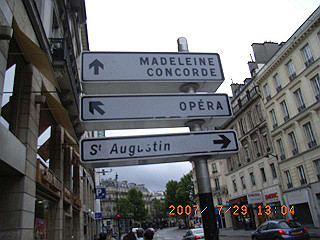 MADELEINE
CONCORDE
OPÉRA
St AUGUSTIN
2007/ 7/29 13:04